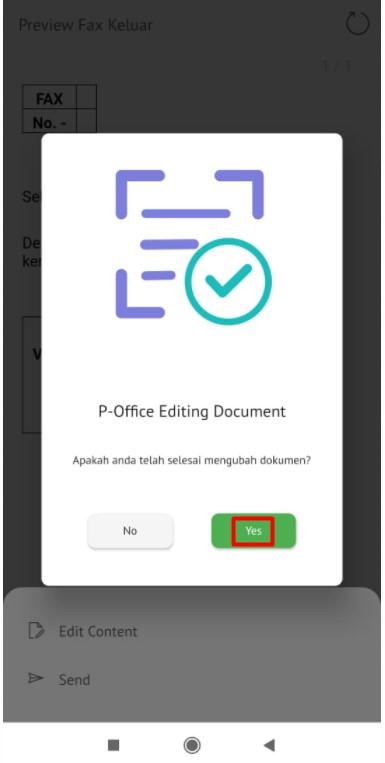 Preview Fax Keluar
1 / 1
FAX
No. -
Se
De
ke
V
P-Office Editing Document
Apakah anda telah selesai mengubah dokumen?
No
Yes
Edit Content
Send